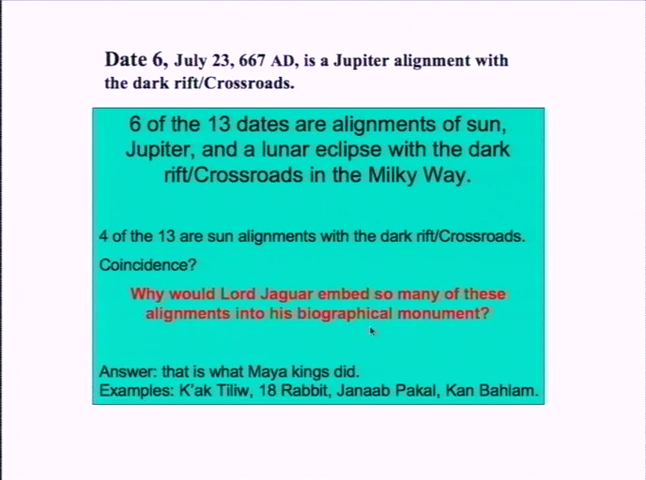 Date 6, July 23, 667 AD, is a Jupiter alignment with
the dark rift/Crossroads.
6 of the 13 dates are alignments of sun,
Jupiter, and a lunar eclipse with the dark
rift/Crossroads in the Milky Way.
4 of the 13 are sun alignments with the dark rift/Crossroads.
Coincidence?
Why would Lord Jaguar embed so many of these
alignments into his biographical monument?
Answer: that is what Maya kings did.
Examples: K'ak Tiliw, 18 Rabbit, Janaab Pakal, Kan Bahlam.